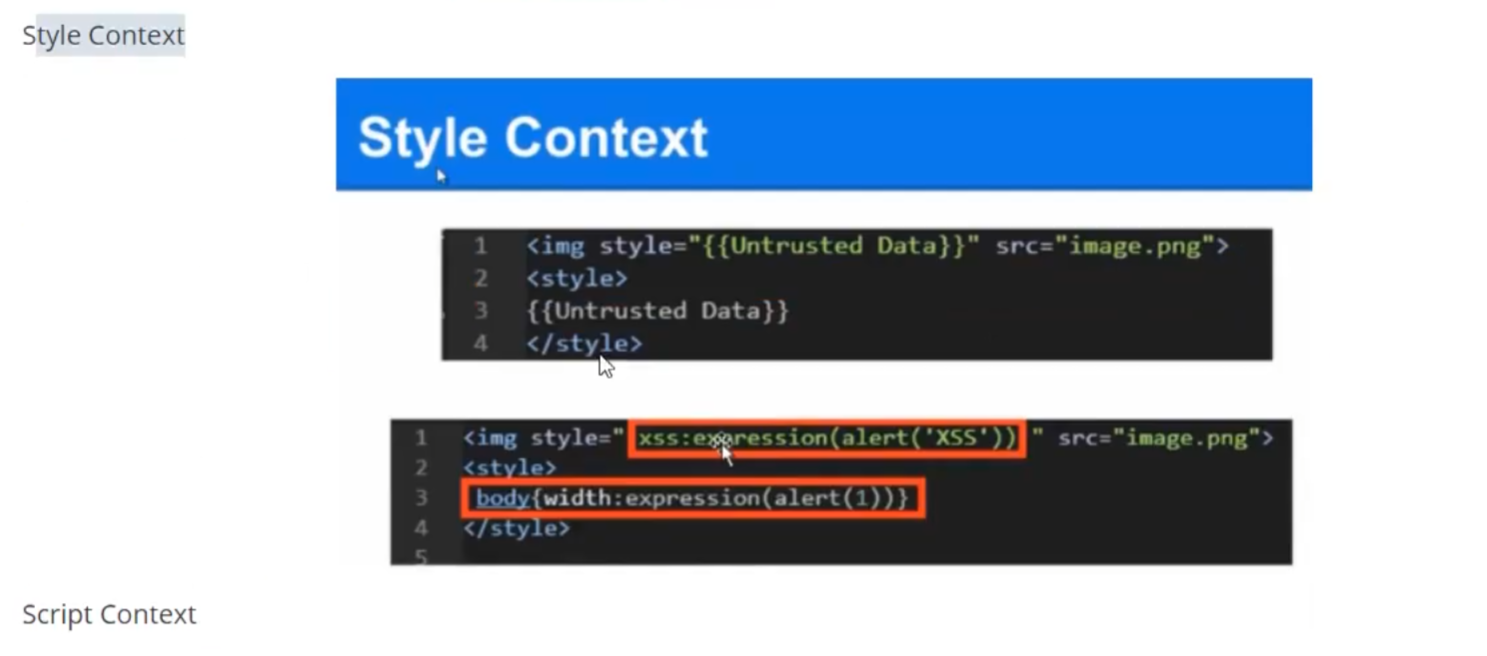 Style Context
Style Context
1 <img style="{{Untrusted Data}}" src="image.png">
2 <style>
3 {{Untrusted Data}}
4 </style>
1 <img style=" xss:expression(alert('XSS')) " src="image.png">
2 <style>
3 body{width:expression(alert(1))}
4 </style>
5
Script Context